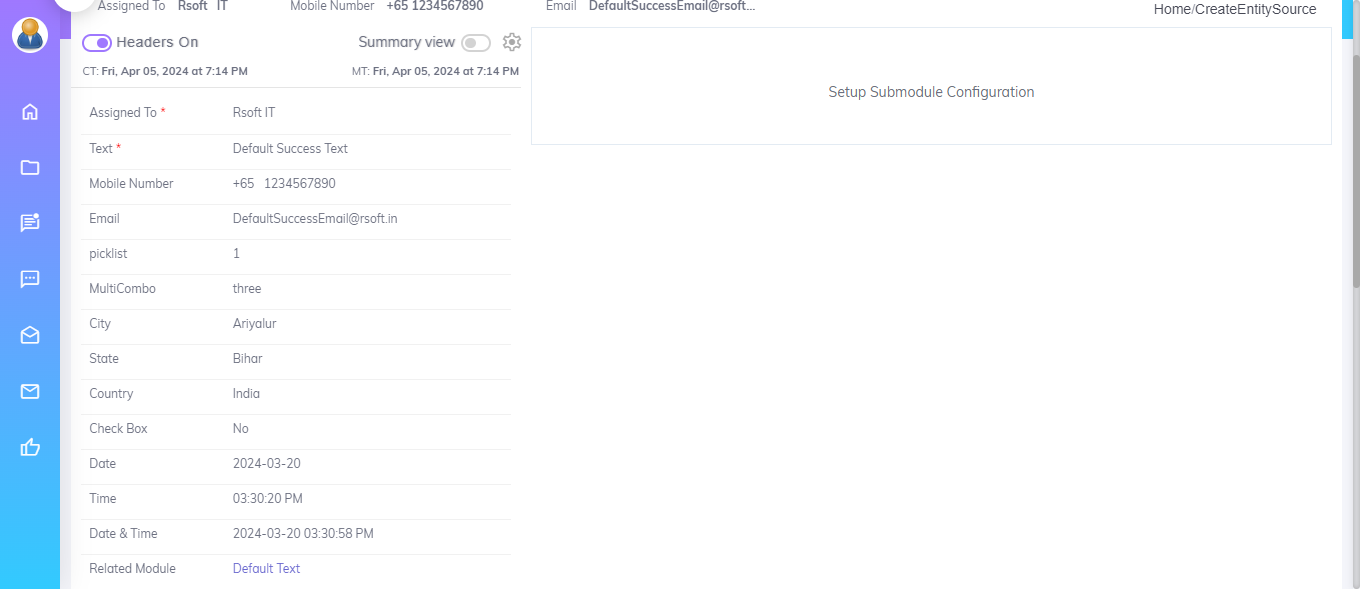 Assigned To Rsoft IT Mobile Number +65 1234567890 Email DefaultSuccessEmail@rsoft... Home/CreateEntitySource
Headers On Summary view
CT: Fri, Apr 05, 2024 at 7:14 PM MT: Fri, Apr 05, 2024 at 7:14 PM
Setup Submodule Configuration
Assigned To * Rsoft IT
Text * Default Success Text
Mobile Number +65 1234567890
Email DefaultSuccessEmail@rsoft.in
picklist 1
MultiCombo three
City Ariyalur
State Bihar
Country India
Check Box No
Date 2024-03-20
Time 03:30:20 PM
Date & Time 2024-03-20 03:30:58 PM
Related Module Default Text